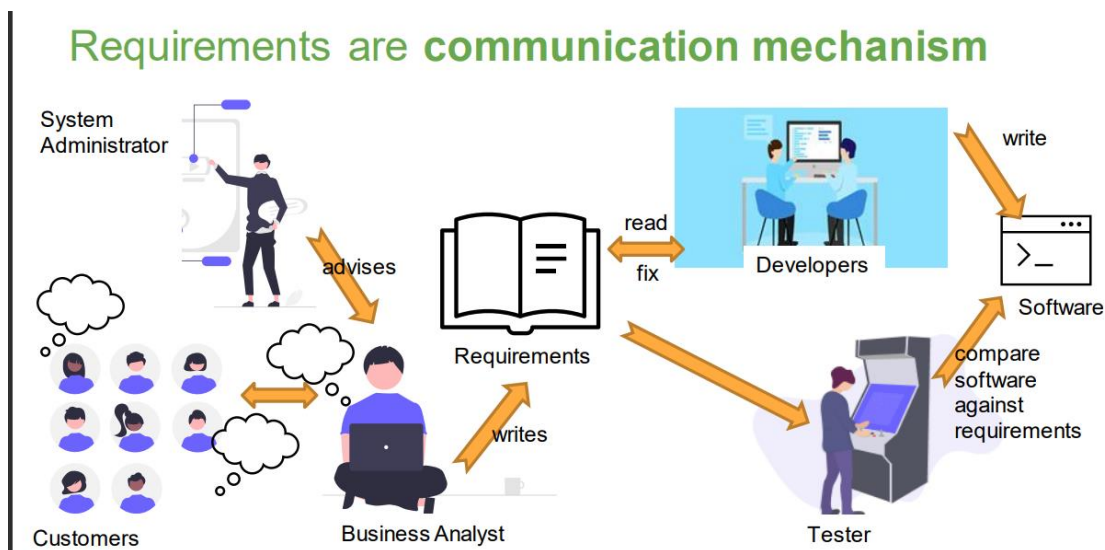 Requirements are communication mechanism
System
Administrator
advises
read
fix
write
Developers
Software
Requirements
compare
software
against
requirements
writes
Customers
Business Analyst
Tester